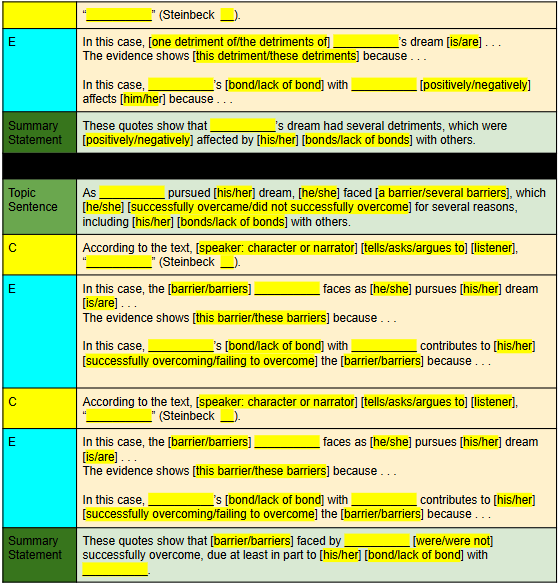 “__________” (Steinbeck __).
E
In this case, [one detriment of/the detriments of] __________’s dream [is/are] . . .
The evidence shows [this detriment/these detriments] because . . .
In this case, __________’s [bond/lack of bond] with __________ [positively/negatively]
affects [him/her] because . . .
Summary
Statement
These quotes show that __________’s dream had several detriments, which were
[positively/negatively] affected by [his/her] [bonds/lack of bonds] with others.
Topic
Sentence
As __________ pursued [his/her] dream, [he/she] faced [a barrier/several barriers], which
[he/she] [successfully overcame/did not successfully overcome] for several reasons,
including [his/her] [bonds/lack of bonds] with others.
C
According to the text, [speaker: character or narrator] [tells/asks/argues to] [listener],
“__________” (Steinbeck __).
E
In this case, the [barrier/barriers] __________ faces as [he/she] pursues [his/her] dream
[is/are] . . .
The evidence shows [this barrier/these barriers] because . . .
In this case, __________’s [bond/lack of bond] with __________ contributes to [his/her]
[successfully overcoming/failing to overcome] the [barrier/barriers] because . . .
C
According to the text, [speaker: character or narrator] [tells/asks/argues to] [listener],
“__________” (Steinbeck __).
E
In this case, the [barrier/barriers] __________ faces as [he/she] pursues [his/her] dream
[is/are] . . .
The evidence shows [this barrier/these barriers] because . . .
In this case, __________’s [bond/lack of bond] with __________ contributes to [his/her]
[successfully overcoming/failing to overcome] the [barrier/barriers] because . . .
Summary
Statement
These quotes show that [barrier/barriers] faced by __________ [were/were not]
successfully overcome, due at least in part to [his/her] [bond/lack of bond] with
__________.